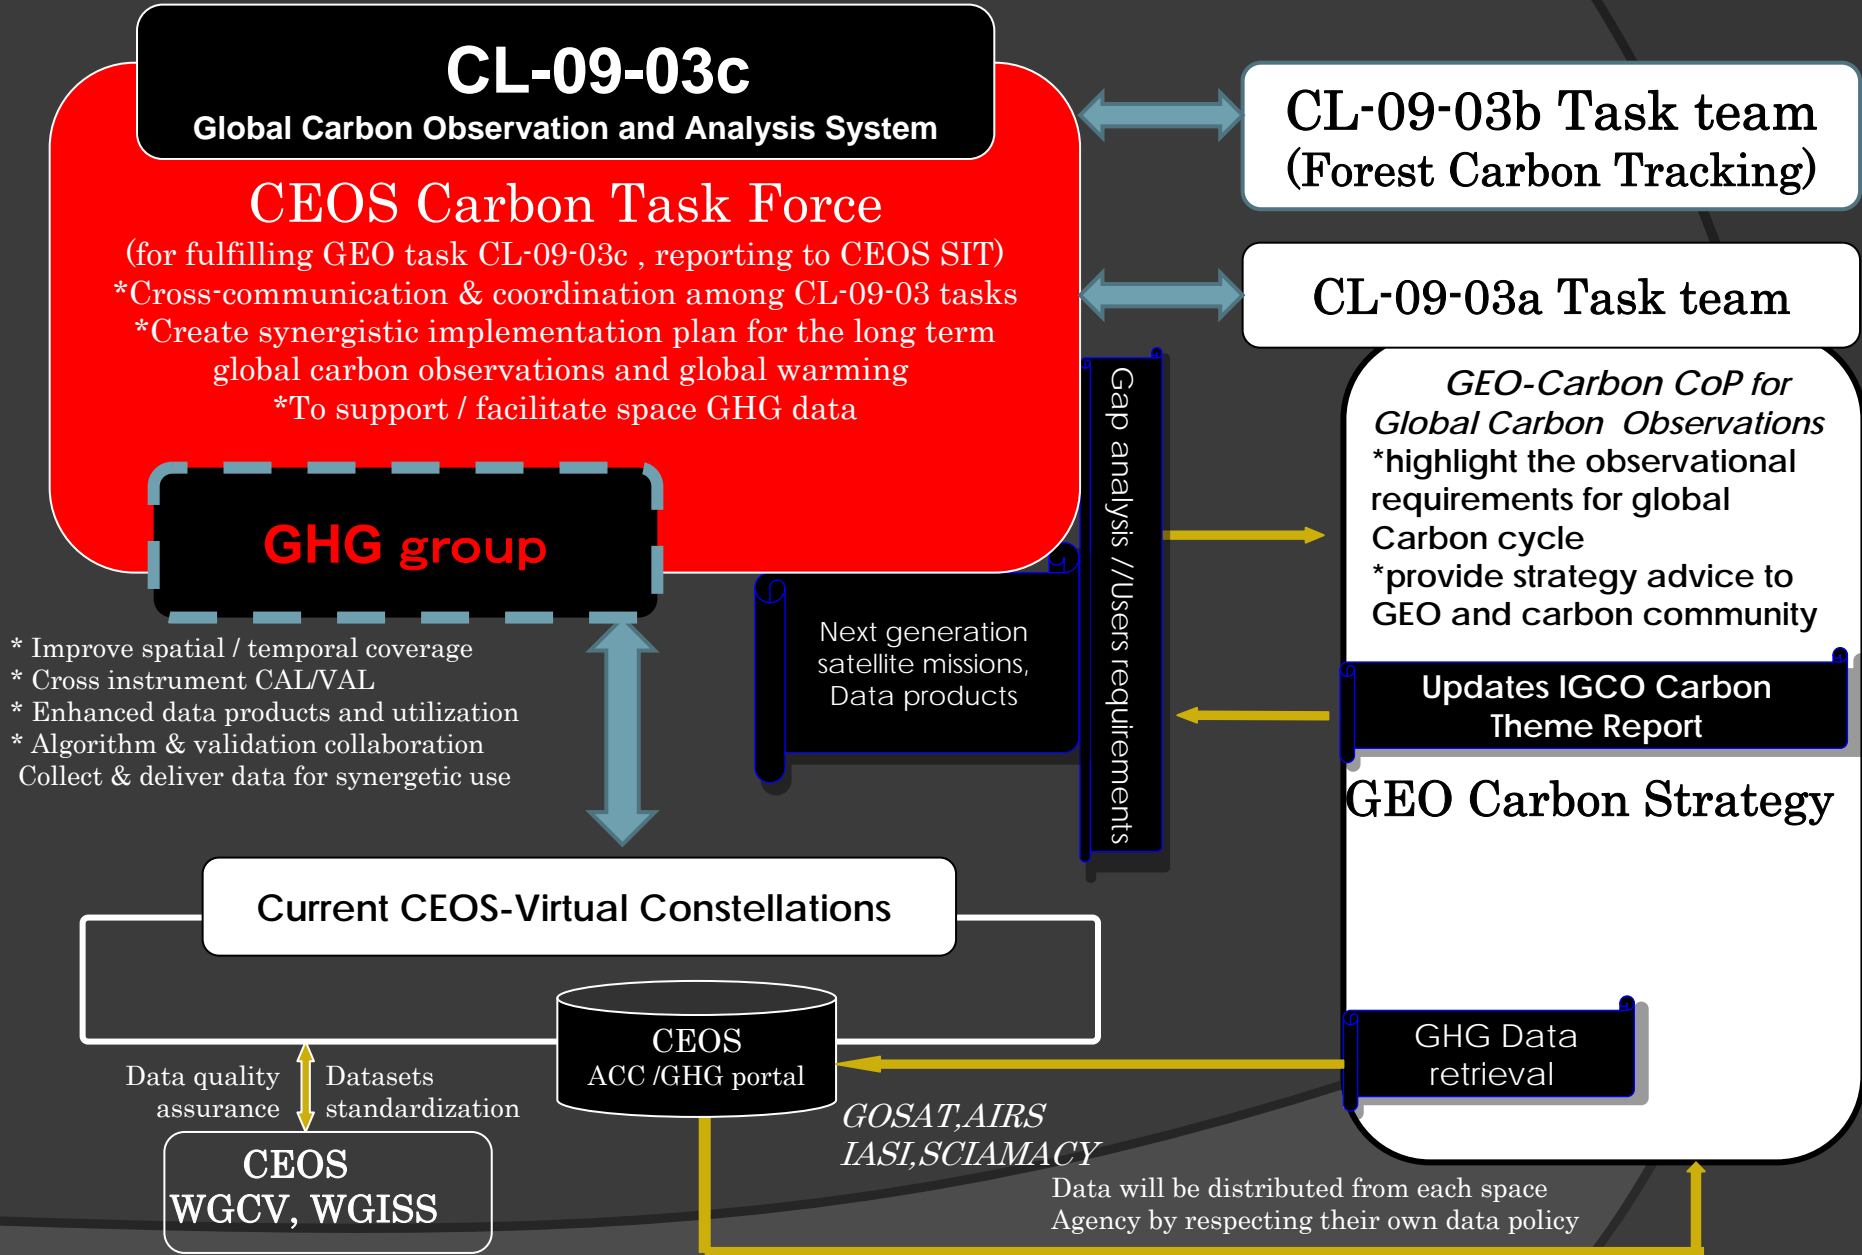 CL-09-03c
Global Carbon Observation and Analysis System
CEOS Carbon Task Force
(for fulfilling GEO task CL-09-03c , reporting to CEOS SIT)
*Cross-communication & coordination among CL-09-03 tasks
*Create synergistic implementation plan for the long term
global carbon observations and global warming
*To support / facilitate space GHG data
GHG group
* Improve spatial / temporal coverage
* Cross instrument CAL/VAL
* Enhanced data products and utilization
* Algorithm & validation collaboration
Collect & deliver data for synergetic use
CL-09-03b Task team
(Forest Carbon Tracking)
CL-09-03a Task team
Gap analysis //Users requirements
Next generation
satellite missions,
Data products
GEO-Carbon CoP for
Global Carbon Observations
*highlight the observational
requirements for global
Carbon cycle
*provide strategy advice to
GEO and carbon community
Updates IGCO Carbon
Theme Report
GEO Carbon Strategy
GHG Data
retrieval
Current CEOS-Virtual Constellations
CEOS
ACC /GHG portal
Data quality
assurance
Datasets
standardization
CEOS
WGCV, WGISS
GOSAT,AIRS
IASI,SCIAMACY
Data will be distributed from each space
Agency by respecting their own data policy